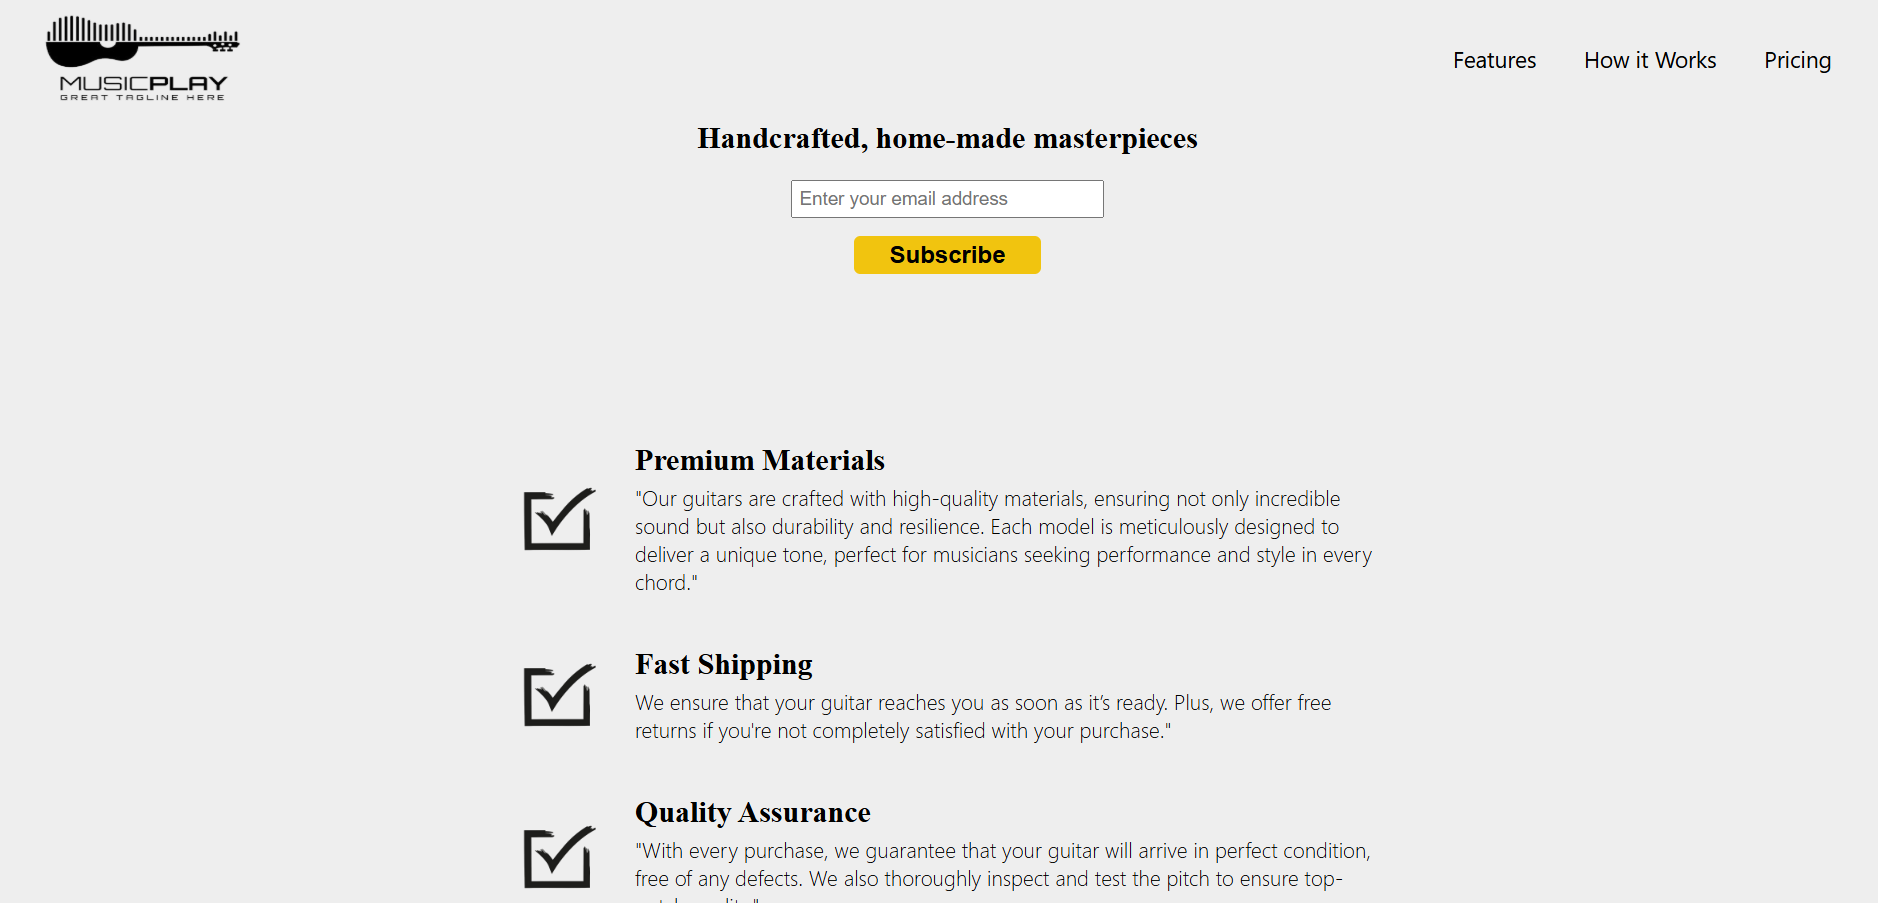 MUSICPLAY
GREAT TAGLINE HERE
Features
How it Works
Pricing
Handcrafted, home-made masterpieces
Enter your email address
Subscribe
Premium Materials
"Our guitars are crafted with high-quality materials, ensuring not only incredible
sound but also durability and resilience. Each model is meticulously designed to
deliver a unique tone, perfect for musicians seeking performance and style in every
chord."
Fast Shipping
We ensure that your guitar reaches you as soon as it’s ready. Plus, we offer free
returns if you're not completely satisfied with your purchase."
Quality Assurance
"With every purchase, we guarantee that your guitar will arrive in perfect condition,
free of any defects. We also thoroughly inspect and test the pitch to ensure top-